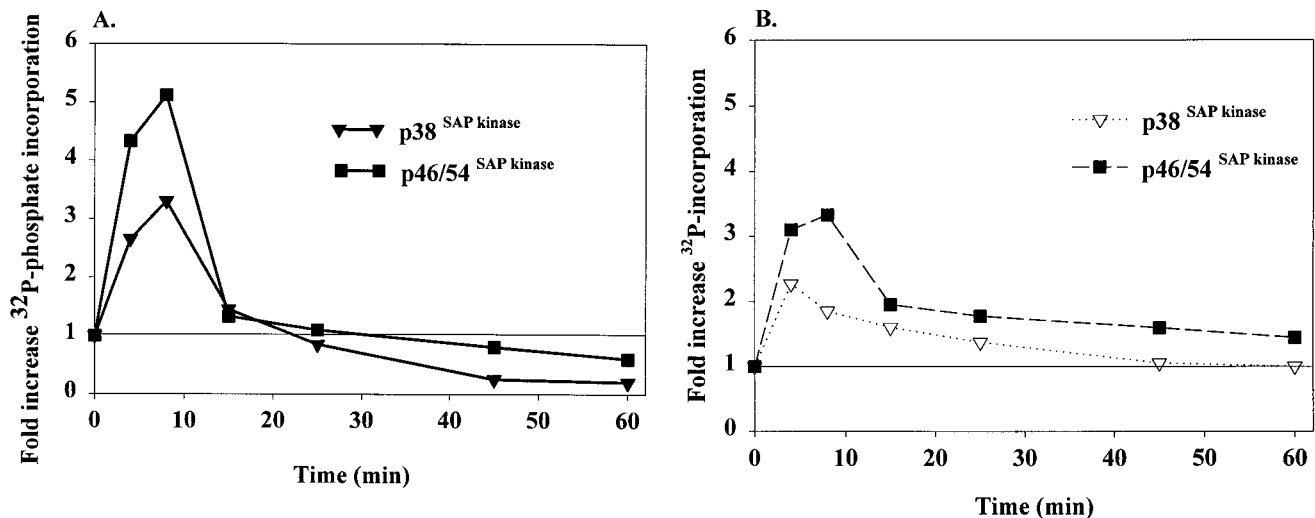 A.
Fold increase 32P-phosphate incorporation
6
5
4
3
2
1
0
p38 SAP kinase
p46/54 SAP kinase
0 10 20 30 40 50 60
Time (min)
B.
Fold increase 32P-incorporation
6
5
4
3
2
1
0
p38 SAP kinase
p46/54 SAP kinase
0 10 20 30 40 50 60
Time (min)